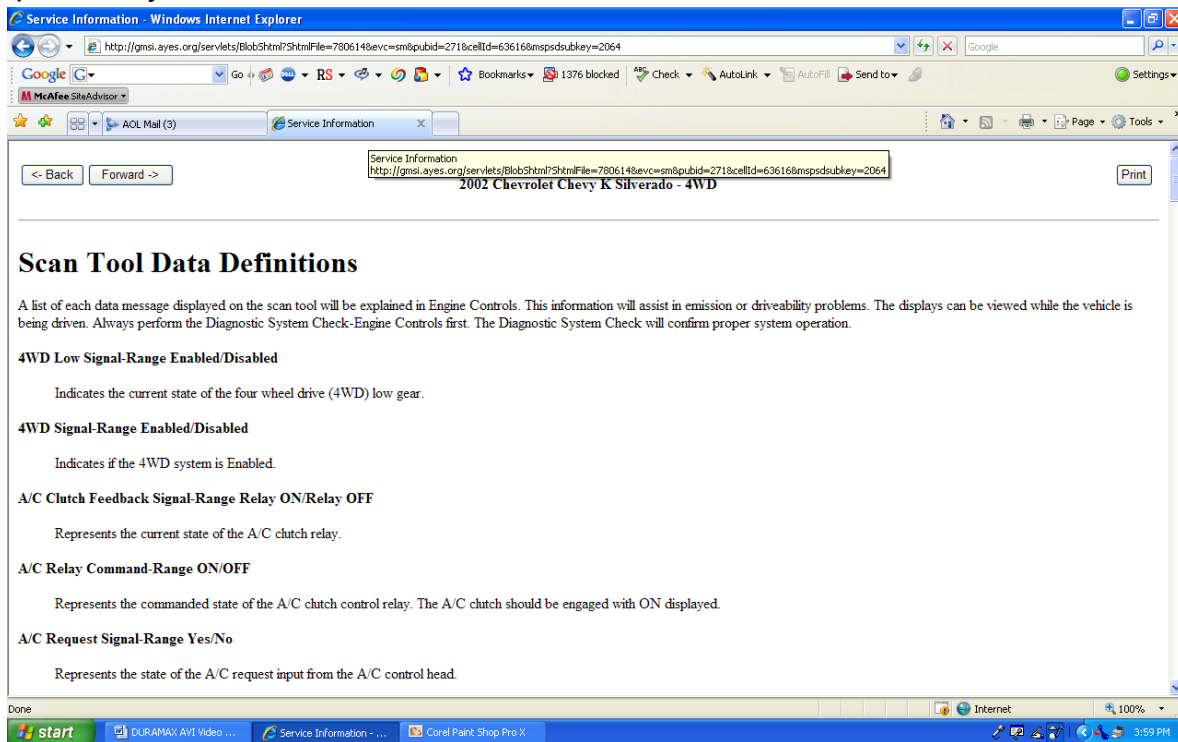 Service Information - Windows Internet Explorer
http://gmsi.ayes.org/servlets/BlobShtml?ShtmlFile=780614&evc=sm&pubid=271&cellId=63616&mspsdsubkey=2064
Google
Google G Go RS Bookmarks 1376 blocked Check AutoLink AutoFill Send to Settings
McAfee SiteAdvisor
AOL Mail (3) Service Information Page Tools
Service Information
http://gmsi.ayes.org/servlets/BlobShtml?ShtmlFile=780614&evc=sm&pubid=271&cellId=63616&mspsdsubkey=2064
<- Back Forward -> Print
2002 Chevrolet Chevy K Silverado - 4WD
Scan Tool Data Definitions
A list of each data message displayed on the scan tool will be explained in Engine Controls. This information will assist in emission or driveability problems. The displays can be viewed while the vehicle is
being driven. Always perform the Diagnostic System Check-Engine Controls first. The Diagnostic System Check will confirm proper system operation.
4WD Low Signal-Range Enabled/Disabled
Indicates the current state of the four wheel drive (4WD) low gear.
4WD Signal-Range Enabled/Disabled
Indicates if the 4WD system is Enabled.
A/C Clutch Feedback Signal-Range Relay ON/Relay OFF
Represents the current state of the A/C clutch relay.
A/C Relay Command-Range ON/OFF
Represents the commanded state of the A/C clutch control relay. The A/C clutch should be engaged with ON displayed.
A/C Request Signal-Range Yes/No
Represents the state of the A/C request input from the A/C control head.
Done Internet 100%
start DURAMAX AVI Video ... Service Information - ... Corel Paint Shop Pro X 3:59 PM